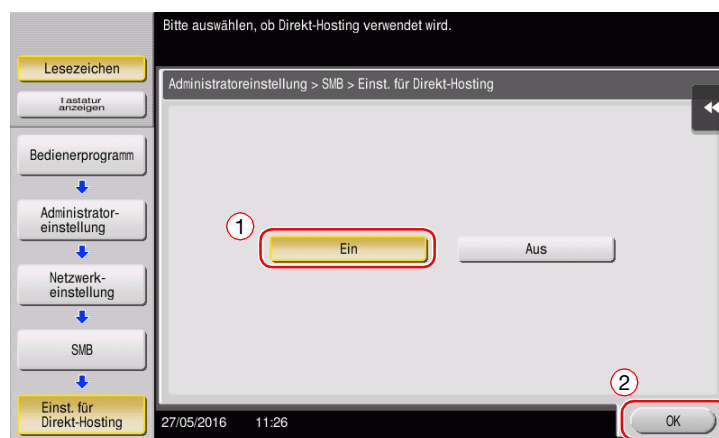 Bitte auswählen, ob Direkt-Hosting verwendet wird.
Lesezeichen
Tastatur
anzeigen
Bedienerprogramm
Administrator-
einstellung
Netzwerk-
einstellung
SMB
Einst. für
Direkt-Hosting
Administratoreinstellung > SMB > Einst. für Direkt-Hosting
1
Ein
Aus
2
27/05/2016 11:26
OK